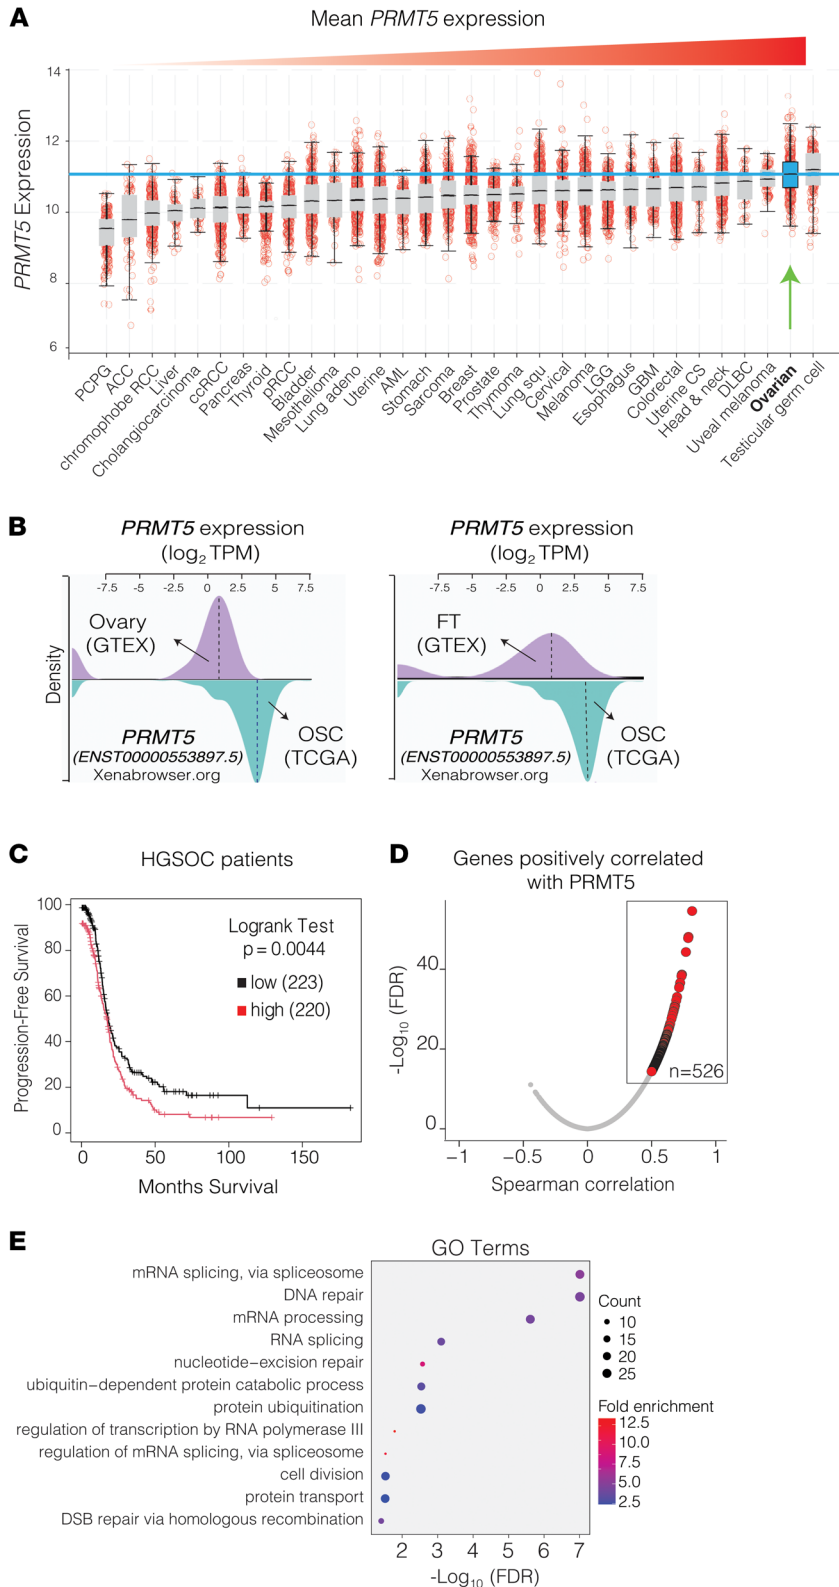 A
Mean PRMT5 expression
PRMT5 Expression
14
12
10
8
6
PCPG
ACC
chromophobe RCC
Liver
Cholangiocarcinoma
ccRCC
Pancreas
Thyroid
pRCC
Bladder
Mesothelioma
Lung adeno
Uterine
AML
Stomach
Sarcoma
Breast
Prostate
Thymoma
Lung squ
Cervical
Melanoma
LGG
Esophagus
GBM
Colorectal
Uterine CS
Head & neck
DLBC
Uveal melanoma
Ovarian
Testicular germ cell
B
PRMT5 expression
(log2 TPM)
-7.5 -5 -2.5 0 2.5 5 7.5
Ovary
(GTEX)
Density
OSC
(TCGA)
PRMT5
(ENST00000553897.5)
Xenabrowser.org
PRMT5 expression
(log2 TPM)
-7.5 -5 -2.5 0 2.5 5 7.5
FT
(GTEX)
OSC
(TCGA)
PRMT5
(ENST00000553897.5)
Xenabrowser.org
C
HGSOC patients
Progression-Free Survival
100
80
60
40
20
0
Logrank Test
p = 0.0044
low (223)
high (220)
0 50 100 150
Months Survival
D
Genes positively correlated
with PRMT5
-Log10 (FDR)
40
20
0
n=526
−1 −0.5 0 0.5 1
Spearman correlation
E
GO Terms
mRNA splicing, via spliceosome
DNA repair
mRNA processing
RNA splicing
nucleotide−excision repair
ubiquitin−dependent protein catabolic process
protein ubiquitination
regulation of transcription by RNA polymerase III
regulation of mRNA splicing, via spliceosome
cell division
protein transport
DSB repair via homologous recombination
2 3 4 5 6 7
-Log10 (FDR)
Count
10
15
20
25
Fold enrichment
12.5
10.0
7.5
5.0
2.5